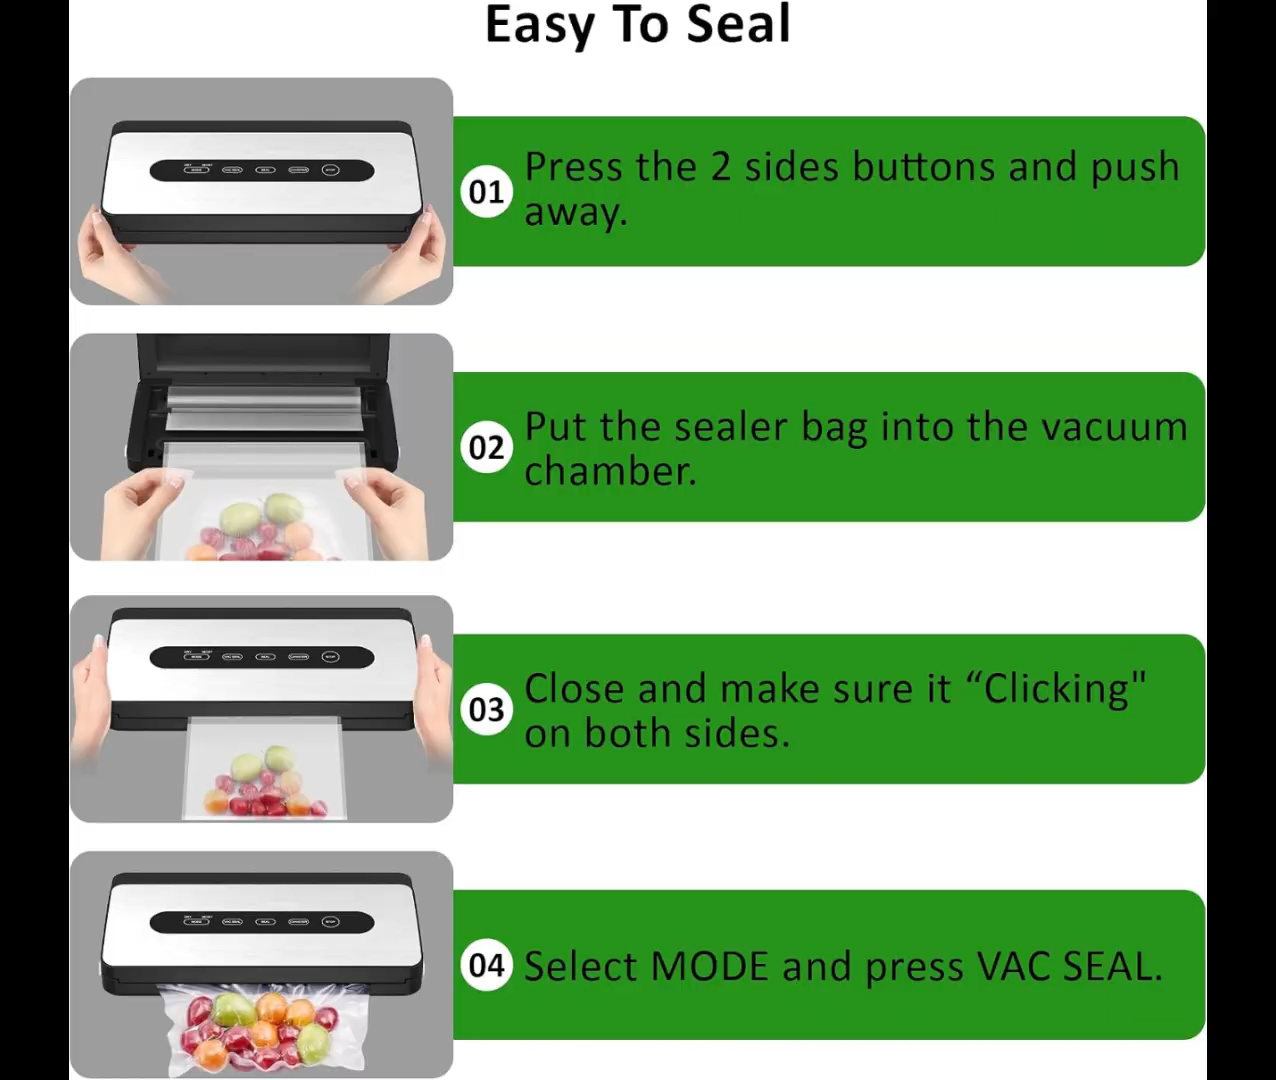 Easy To Seal
01
Press the 2 sides buttons and push
away.
02
Put the sealer bag into the vacuum
chamber.
03
Close and make sure it “Clicking"
on both sides.
04
Select MODE and press VAC SEAL.